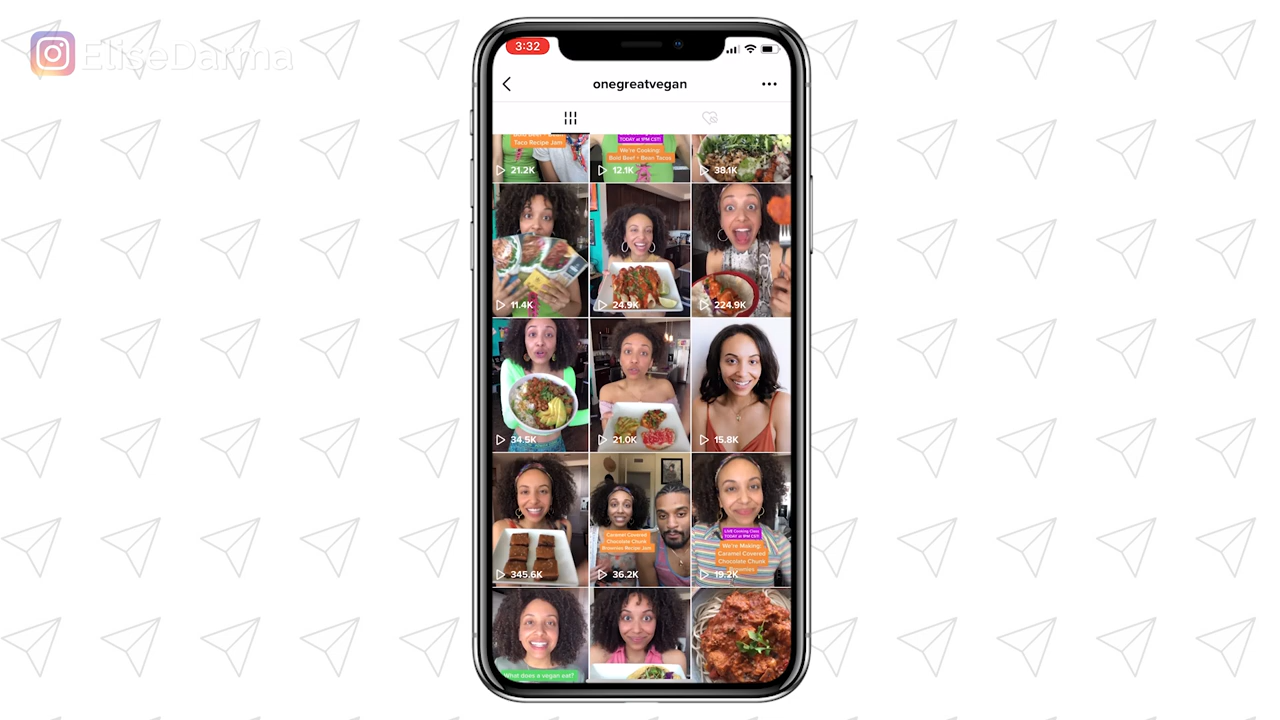 EliseDarma
3:32
onegreatvegan
Taco Recipe Jam
TODAY at 1PM CST!
We're Cooking:
Bold Beef + Bean Tacos
21.2K
12.1K
38.1K
11.4K
24.9K
224.9K
34.5K
21.0K
15.8K
Caramel Covered
Chocolate Chunk
Brownies Recipe Jam
LIVE Cooking Class
TODAY at 1PM CST!
We're Making:
Caramel Covered
Chocolate Chunk
Brownies
345.6K
36.2K
19.2K
What does a vegan eat?